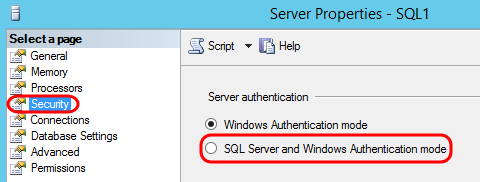 Server Properties - SQL1
Select a page
General
Memory
Processors
Security
Connections
Database Settings
Advanced
Permissions
Script
Help
Server authentication
Windows Authentication mode
SQL Server and Windows Authentication mode